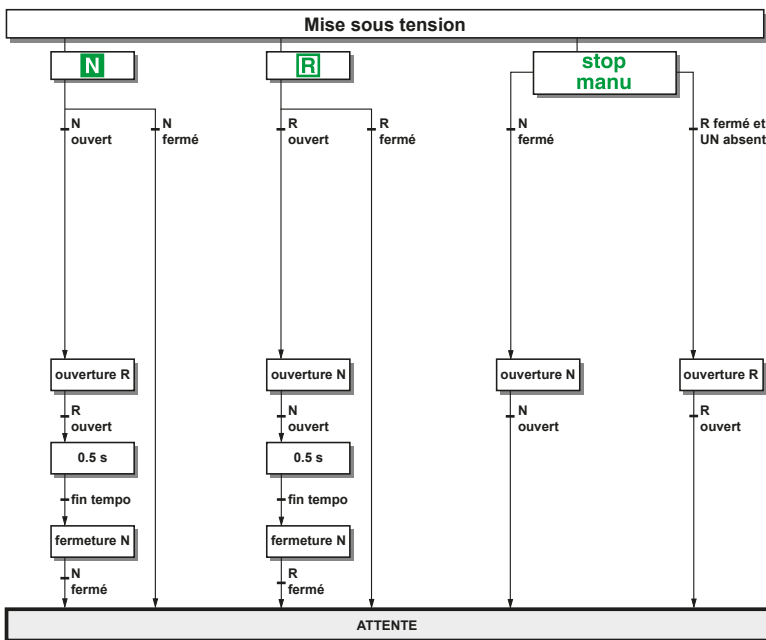 Mise sous tension
N
R
stop
manu
N
ouvert
N
fermé
R
ouvert
R
fermé
N
fermé
R fermé et
UN absent
ouverture R
ouverture N
ouverture N
ouverture R
R
ouvert
N
ouvert
N
ouvert
R
ouvert
0.5 s
0.5 s
fin tempo
fin tempo
fermeture N
fermeture N
N
fermé
R
fermé
ATTENTE